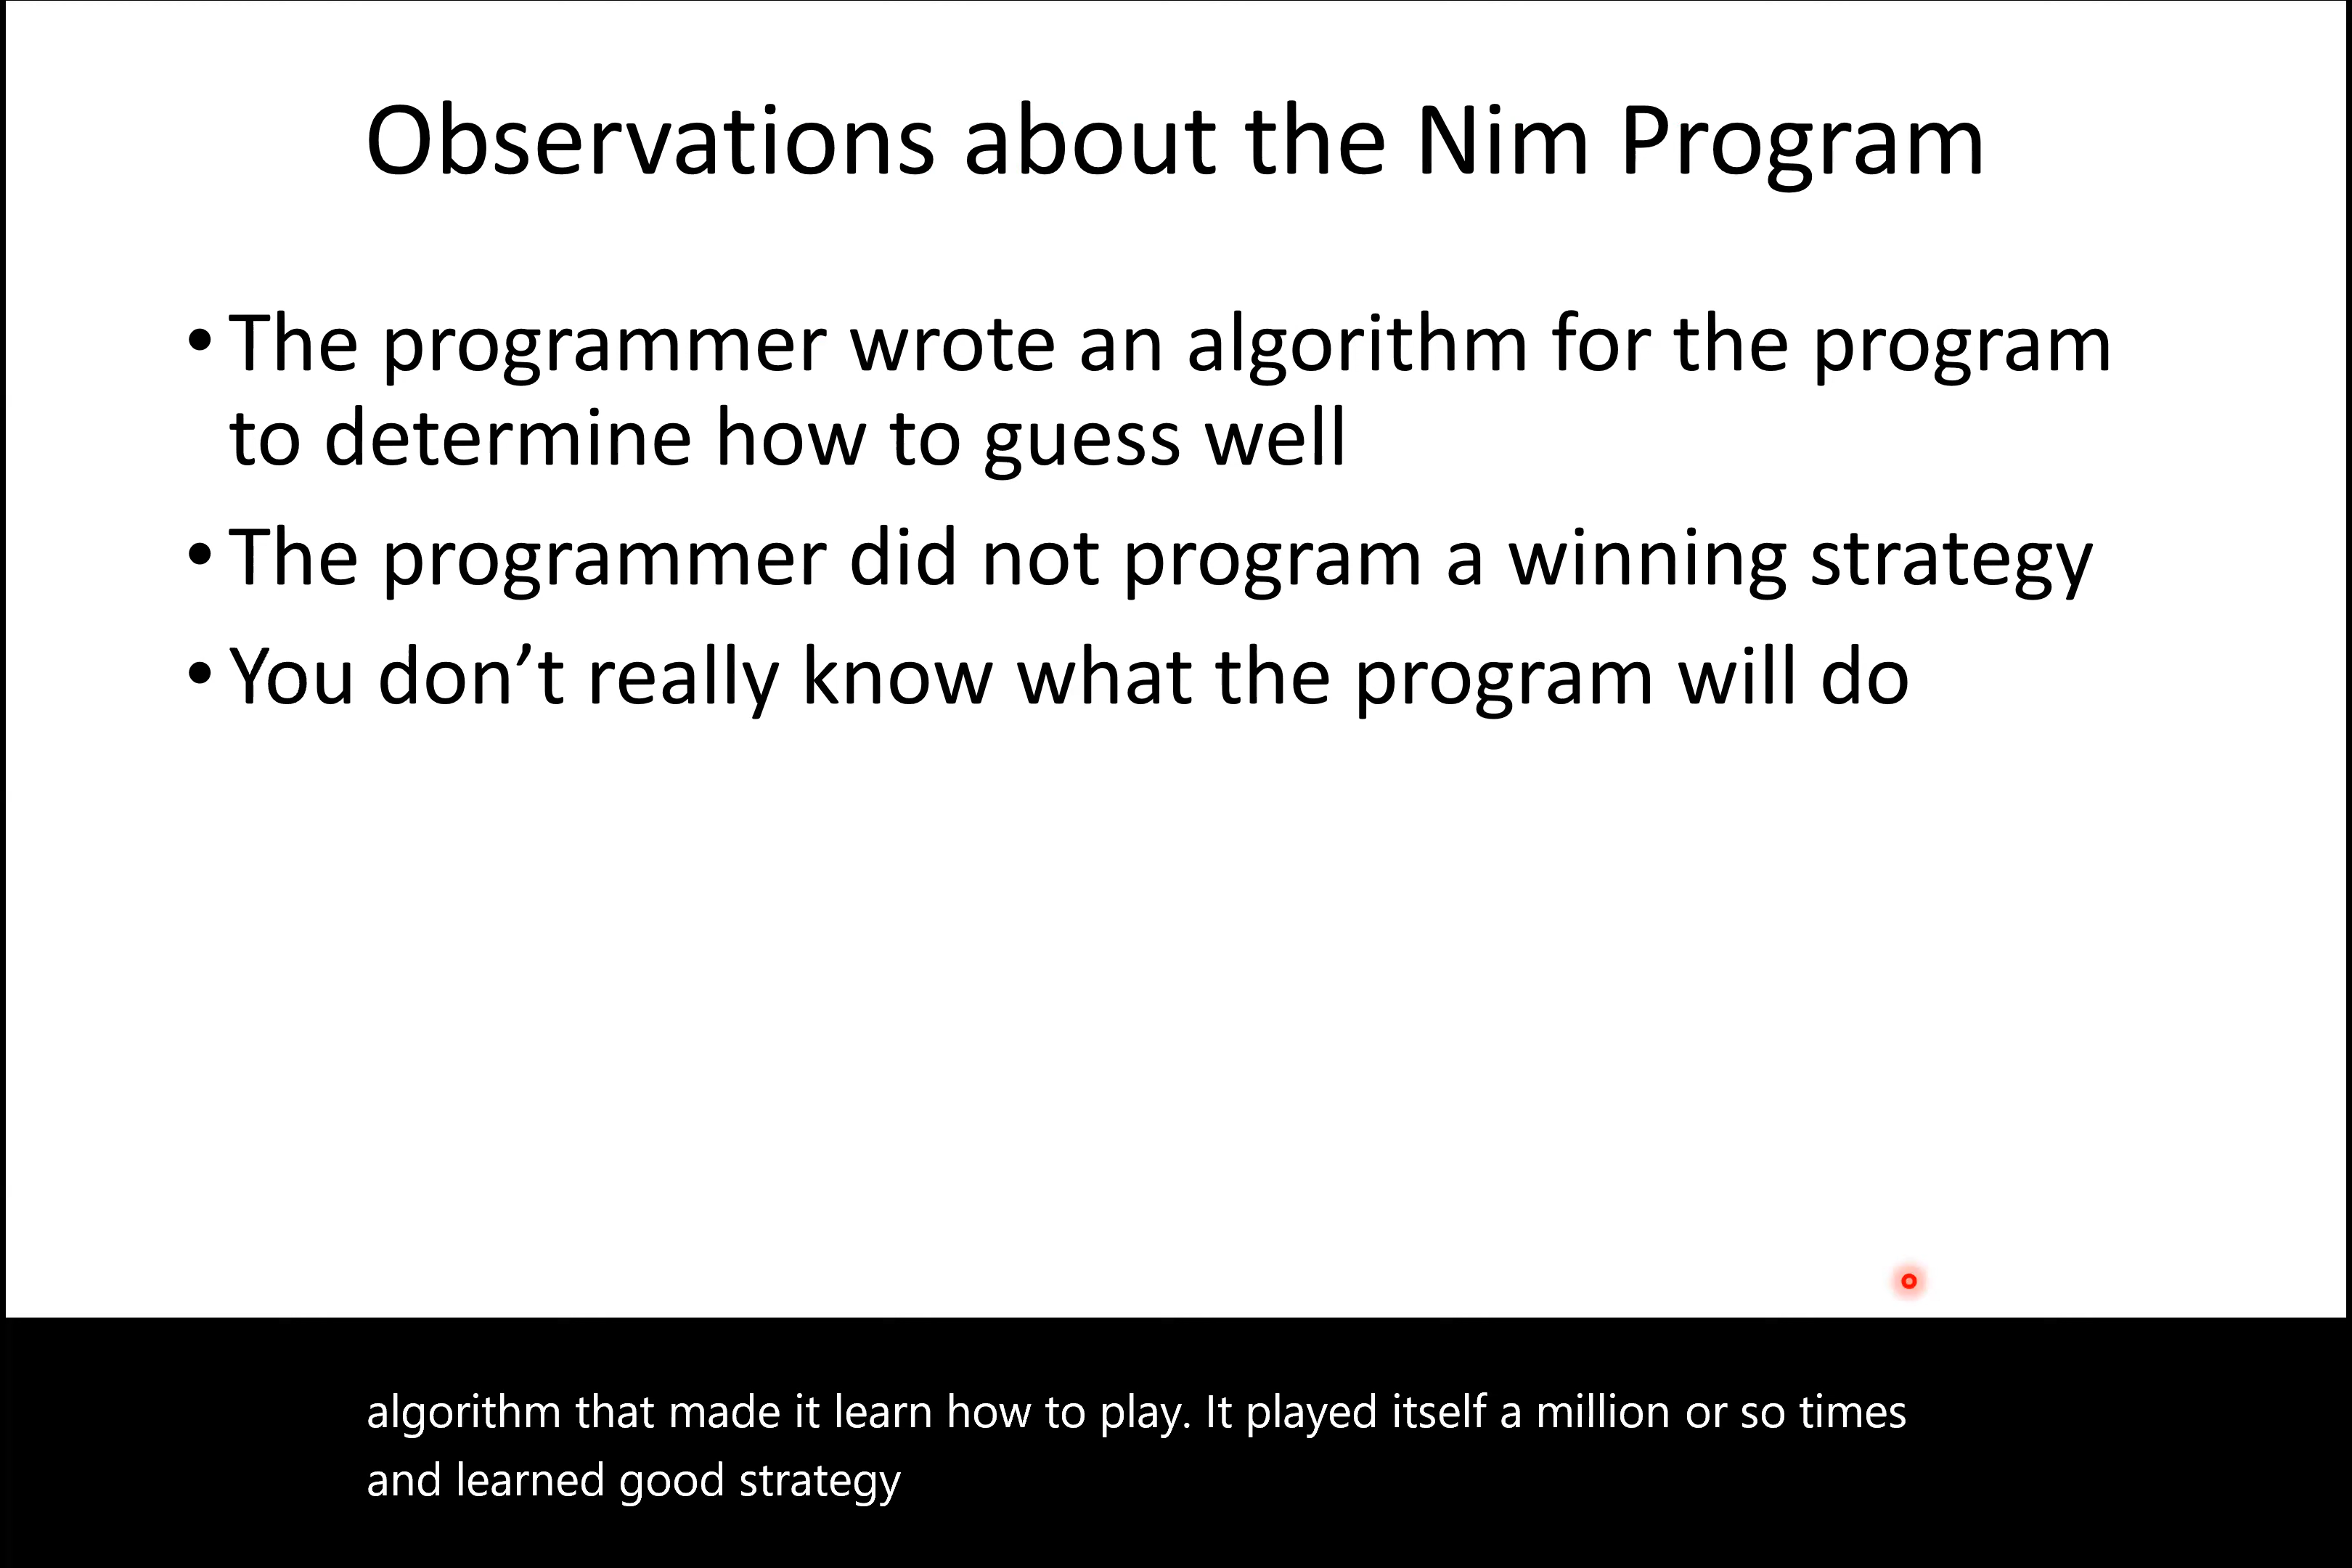 Observations about the Nim Program
• The programmer wrote an algorithm for the program
to determine how to guess well
• The programmer did not program a winning strategy
• You don’t really know what the program will do
algorithm that made it learn how to play. It played itself a million or so times
and learned good strategy